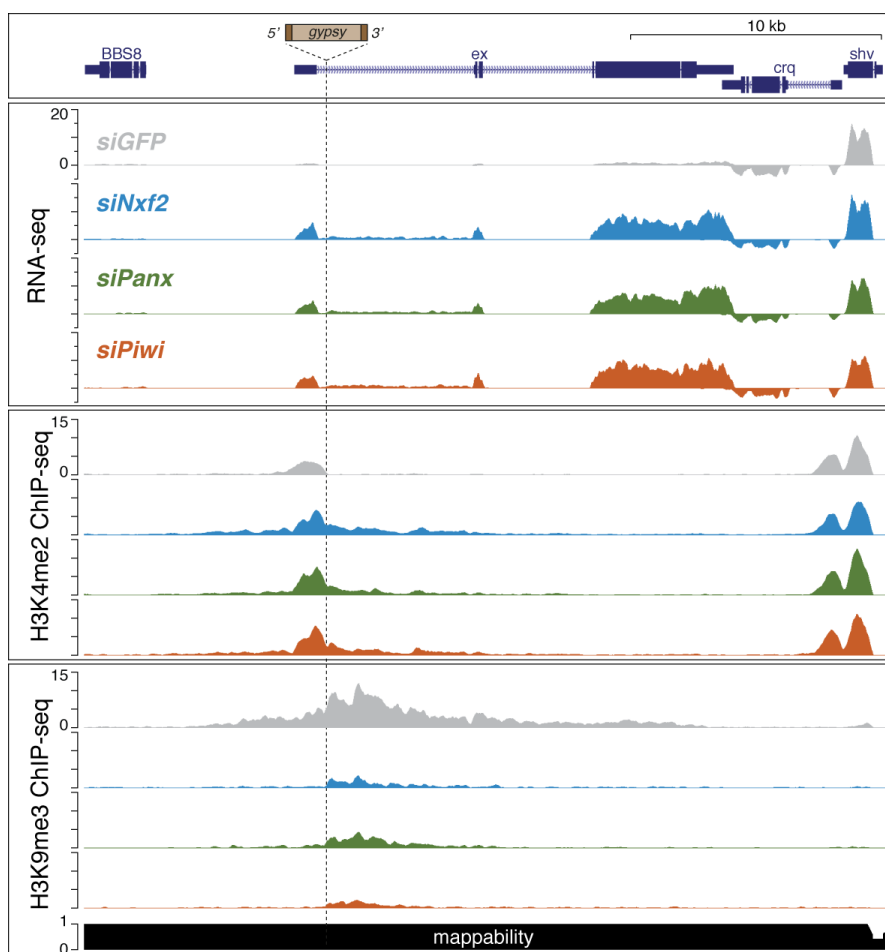 5’ gypsy 3’
10 kb
BBS8
ex
crq
shv
RNA-seq
20
0
siGFP
siNxf2
siPanx
siPiwi
H3K4me2 ChIP-seq
15
0
H3K9me3 ChIP-seq
15
0
1
0
mappability